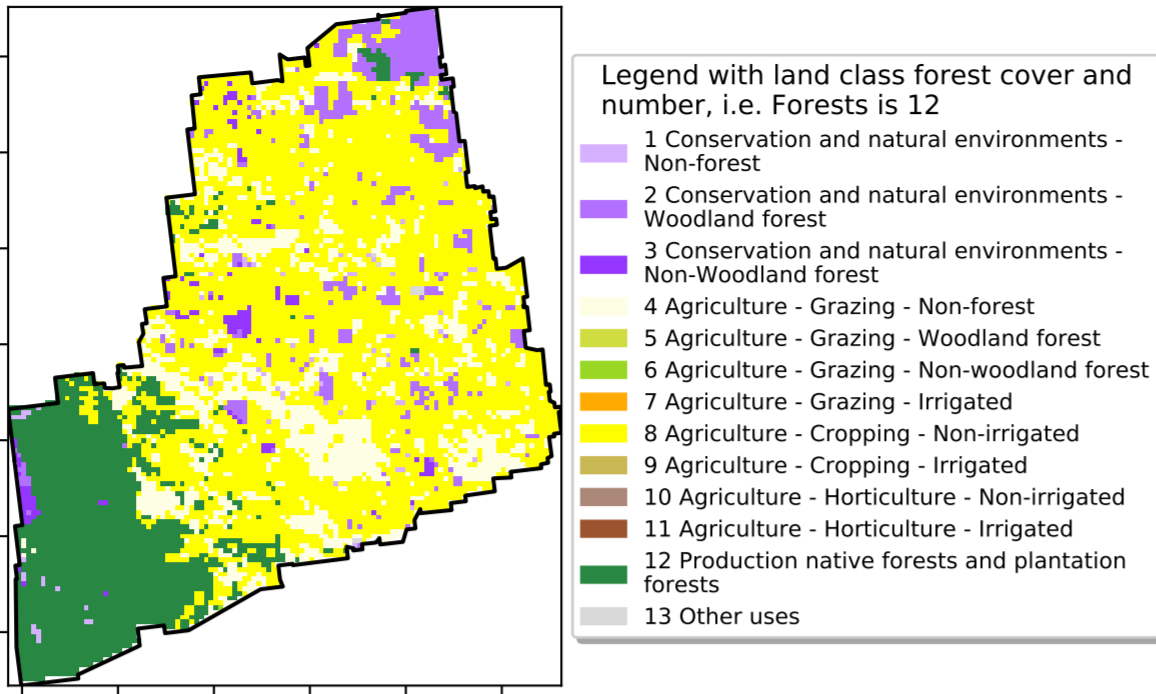 Legend with land class forest cover and
number, i.e. Forests is 12
1 Conservation and natural environments -
Non-forest
2 Conservation and natural environments -
Woodland forest
3 Conservation and natural environments -
Non-Woodland forest
4 Agriculture - Grazing - Non-forest
5 Agriculture - Grazing - Woodland forest
6 Agriculture - Grazing - Non-woodland forest
7 Agriculture - Grazing - Irrigated
8 Agriculture - Cropping - Non-irrigated
9 Agriculture - Cropping - Irrigated
10 Agriculture - Horticulture - Non-irrigated
11 Agriculture - Horticulture - Irrigated
12 Production native forests and plantation
forests
13 Other uses